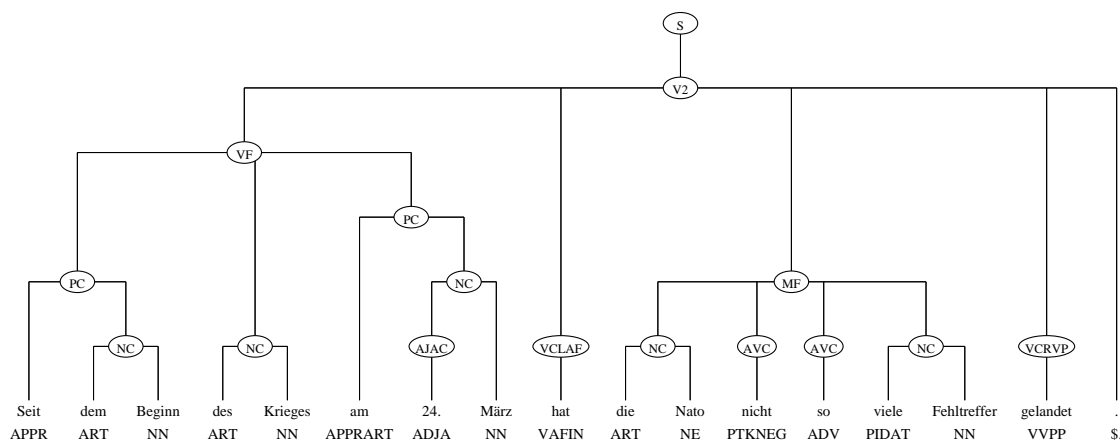 S
V2
VF
PC
PC NC MF
NC NC AJAC VCLAF NC AVC AVC NC VCRVP
Seit dem Beginn des Krieges am 24. März hat die Nato nicht so viele Fehltreffer gelandet .
APPR ART NN ART NN APPRART ADJA NN VAFIN ART NE PTKNEG ADV PIDAT NN VVPP $